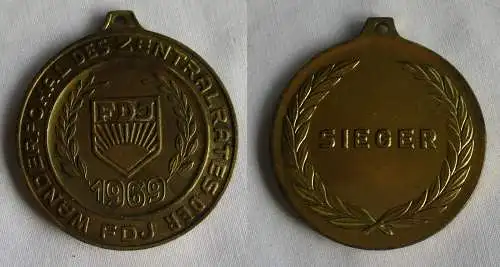 WANDERPOKAL DES ZENTRALRATES DER FDJ
FDJ
1969
SIEGER